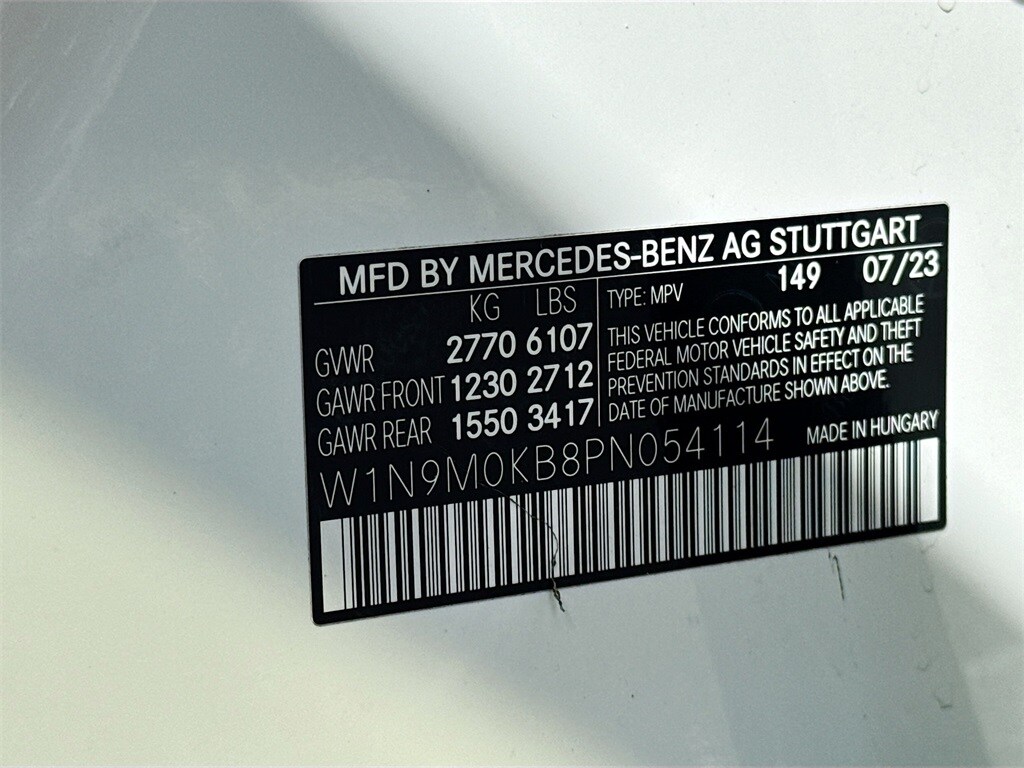 MFD BY MERCEDES-BENZ AG STUTTGART
KG LBS
GVWR 2770 6107
GAWR FRONT 1230 2712
GAWR REAR 1550 3417
TYPE: MPV 149 07/23
THIS VEHICLE CONFORMS TO ALL APPLICABLE
FEDERAL MOTOR VEHICLE SAFETY AND THEFT
PREVENTION STANDARDS IN EFFECT ON THE
DATE OF MANUFACTURE SHOWN ABOVE.
W1N9M0KB8PN054114 MADE IN HUNGARY